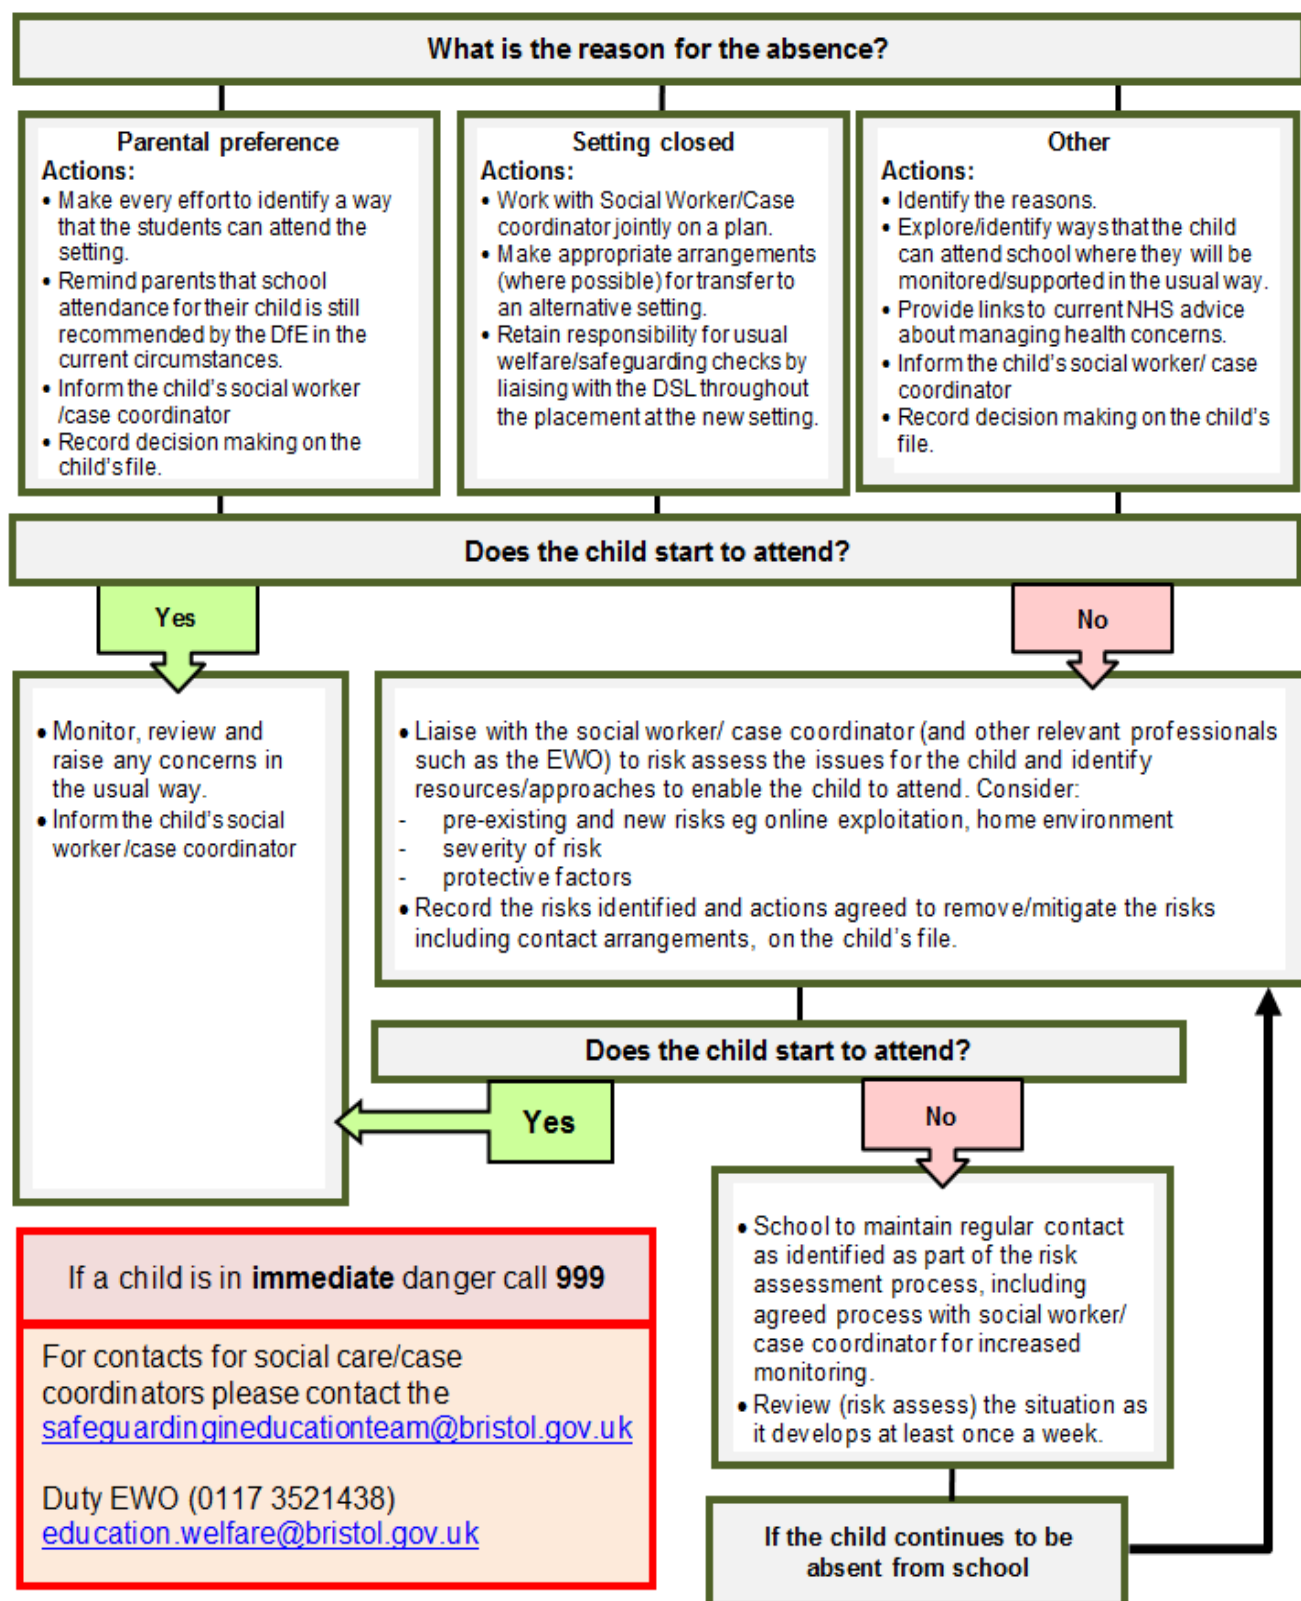 What is the reason for the absence?
Parental preference
Actions:
• Make every effort to identify a way
that the students can attend the
setting.
• Remind parents that school
attendance for their child is still
recommended by the DfE in the
current circumstances.
• Inform the child's social worker
/case coordinator
• Record decision making on the
child's file.
Setting closed
Actions:
• Work with Social Worker/Case
coordinator jointly on a plan.
• Make appropriate arrangements
(where possible) for transfer to
an alternative setting.
• Retain responsibility for usual
welfare/safeguarding checks by
liaising with the DSL throughout
the placement at the new setting.
Other
Actions:
• Identify the reasons.
• Explore/identify ways that the child
can attend school where they will be
monitored/supported in the usual way.
• Provide links to current NHS advice
about managing health concerns.
• Inform the child's social worker/ case
coordinator
• Record decision making on the child's
file.
Does the child start to attend?
Yes
No
• Monitor, review and
raise any concerns in
the usual way.
• Inform the child's social
worker/case coordinator
• Liaise with the social worker/ case coordinator (and other relevant professionals
such as the EWO) to risk assess the issues for the child and identify
resources/approaches to enable the child to attend. Consider:
- pre-existing and new risks eg online exploitation, home environment
- severity of risk
- protective factors
• Record the risks identified and actions agreed to remove/mitigate the risks
including contact arrangements, on the child's file.
Does the child start to attend?
Yes
No
• School to maintain regular contact
as identified as part of the risk
assessment process, including
agreed process with social worker/
case coordinator for increased
monitoring.
• Review (risk assess) the situation as
it develops at least once a week.
If the child continues to be
absent from school
If a child is in immediate danger call 999
For contacts for social care/case
coordinators please contact the
safeguardingineducationteam@bristol.gov.uk
Duty EWO (0117 3521438)
education.welfare@bristol.gov.uk